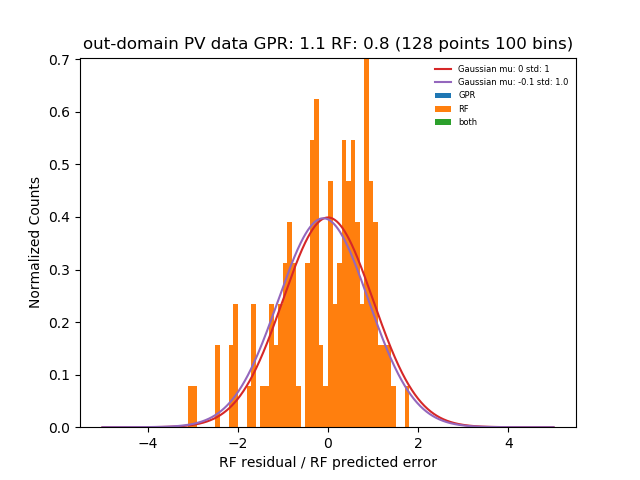 out-domain PV data GPR: 1.1 RF: 0.8 (128 points 100 bins)
Gaussian mu: 0 std: 1
Gaussian mu: -0.1 std: 1.0
GPR
RF
both
Normalized Counts
0.7
0.6
0.5
0.4
0.3
0.2
0.1
0.0
−4 −2 0 2 4
RF residual / RF predicted error